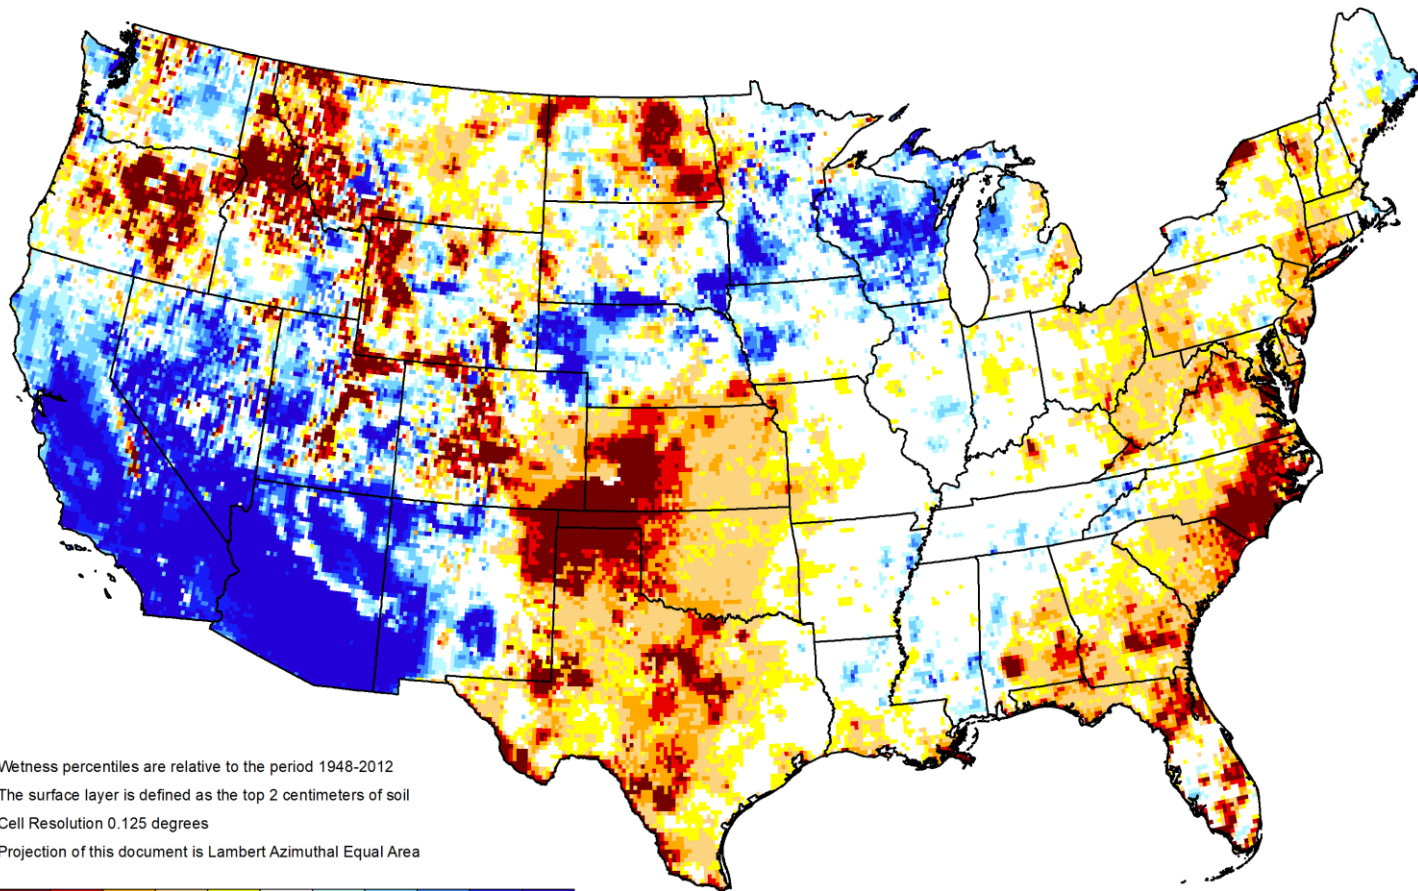 Wetness percentiles are relative to the period 1948-2012
The surface layer is defined as the top 2 centimeters of soil
Cell Resolution 0.125 degrees
Projection of this document is Lambert Azimuthal Equal Area